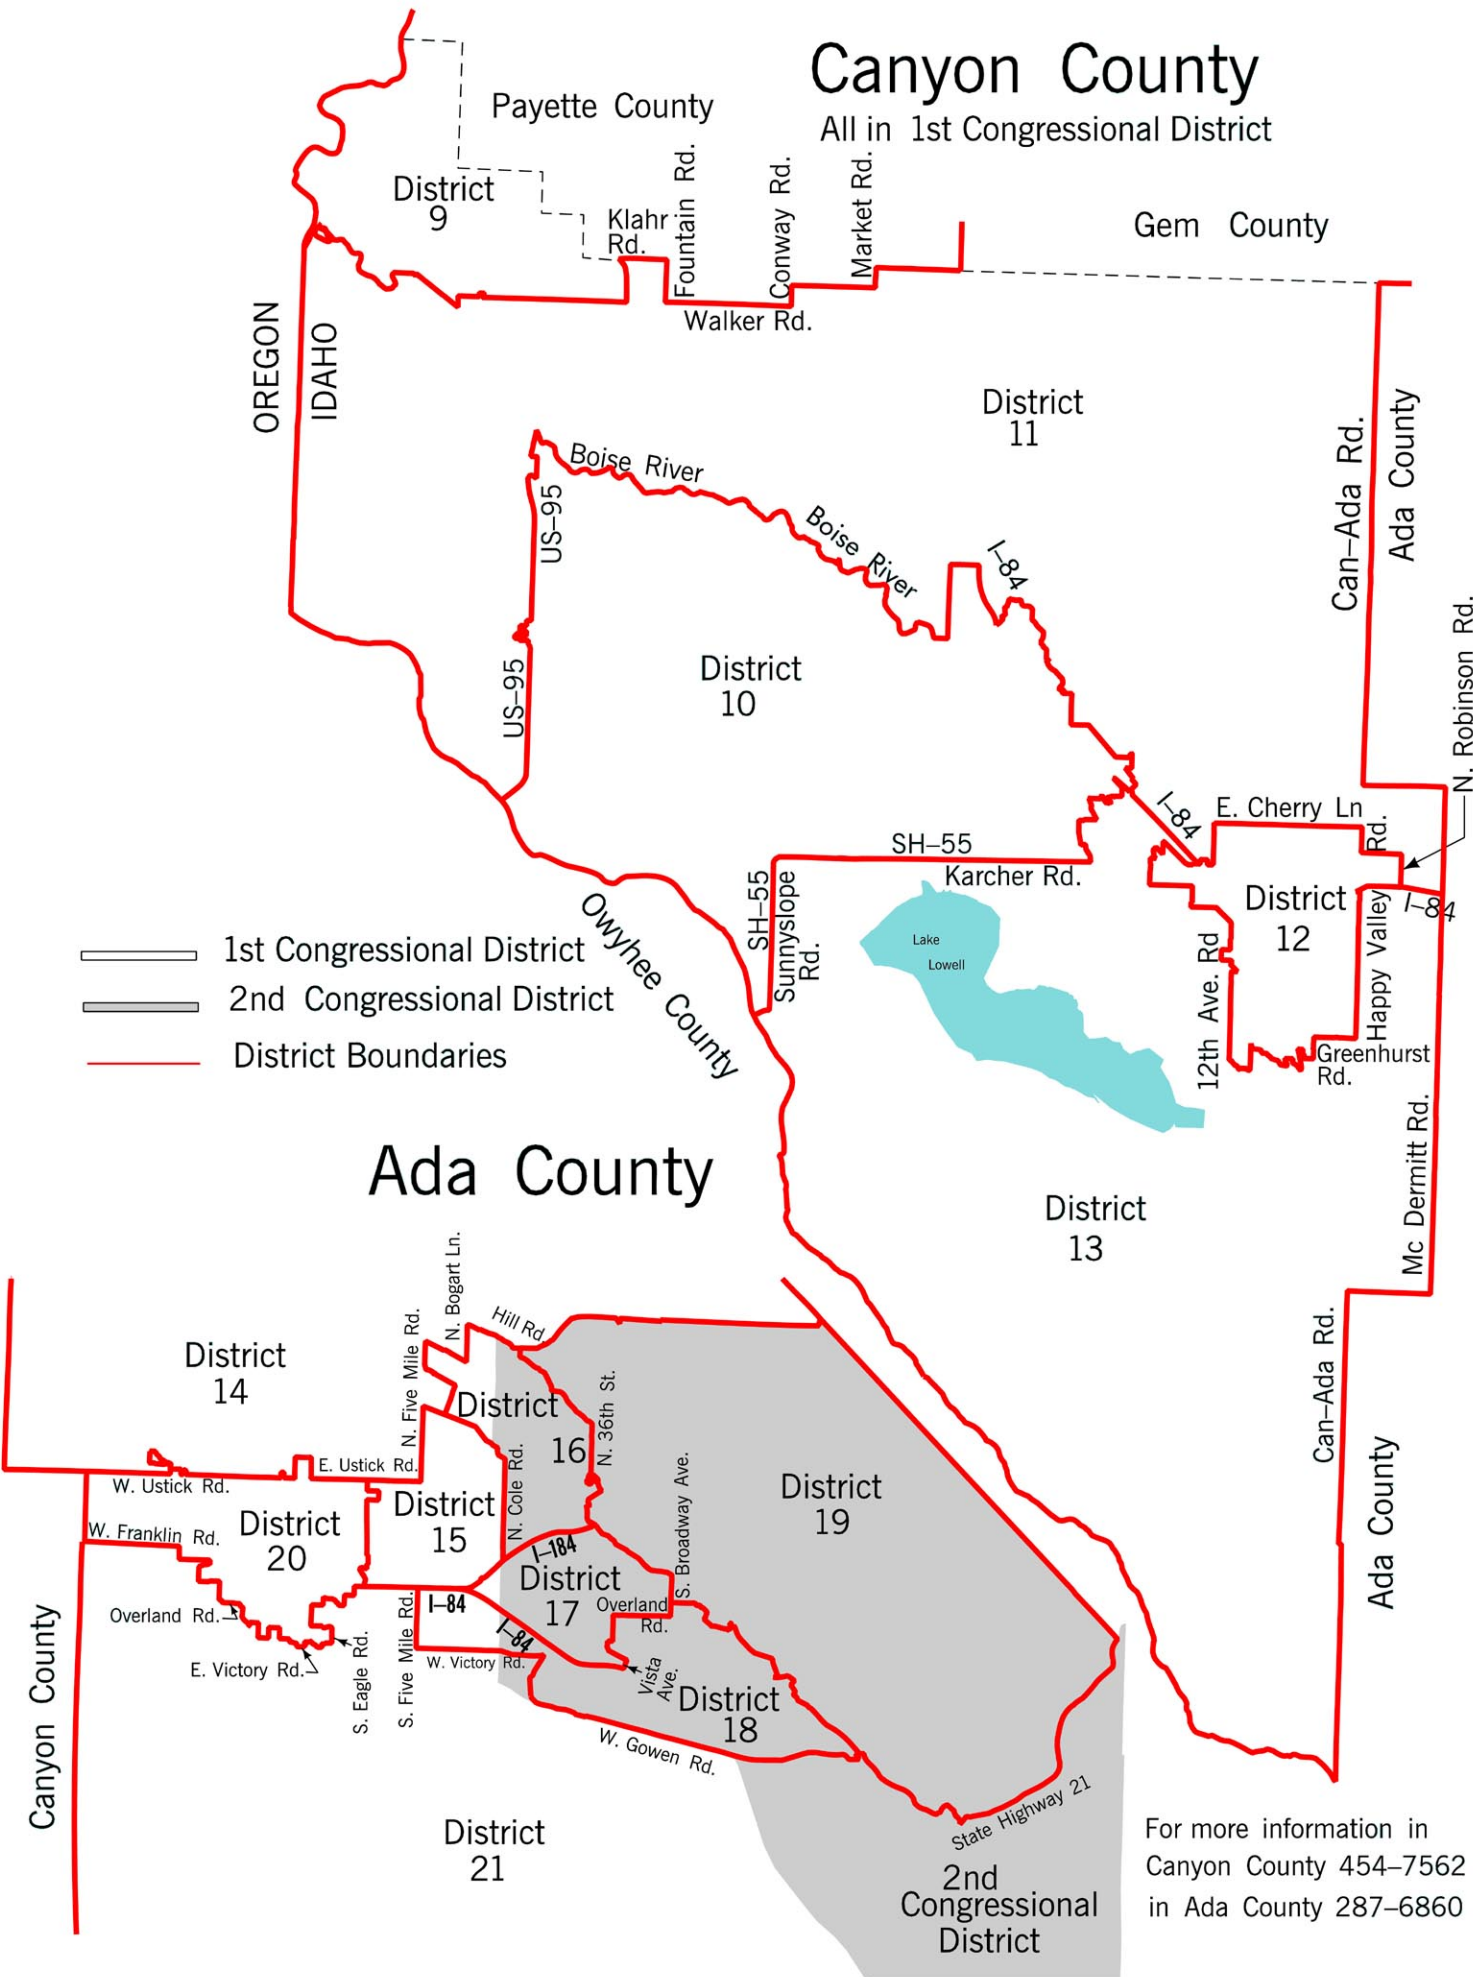 Canyon County
All in 1st Congressional District
Payette County
District
9
Klahr
Rd.
Fountain Rd.
Conway Rd.
Market Rd.
Gem County
Walker Rd.
OREGON
IDAHO
District
11
Can–Ada Rd.
Ada County
Boise River
Boise River
US–95
I–84
US–95
District
10
N. Robinson Rd.
I–84
E. Cherry Ln
Rd.
SH–55
Karcher Rd.
SH–55
Sunnyslope
Rd.
Lake
Lowell
District
12
I–84
Happy Valley
12th Ave. Rd
Greenhurst
Rd.
Owyhee County
1st Congressional District
2nd Congressional District
District Boundaries
Mc Dermitt Rd.
District
13
Can–Ada Rd.
Ada County
Ada County
District
14
N. Five Mile Rd.
N. Bogart Ln.
Hill Rd.
District
16
N. 36th St.
N. Cole Rd.
E. Ustick Rd.
W. Ustick Rd.
W. Franklin Rd.
District
20
District
15
I–184
District
17
S. Broadway Ave.
District
19
Overland
Rd.
I–84
I–84
Overland Rd.
E. Victory Rd.
S. Eagle Rd.
S. Five Mile Rd.
W. Victory Rd.
Vista
Ave.
District
18
W. Gowen Rd.
Canyon County
State Highway 21
District
21
2nd
Congressional
District
For more information in
Canyon County 454–7562
in Ada County 287–6860